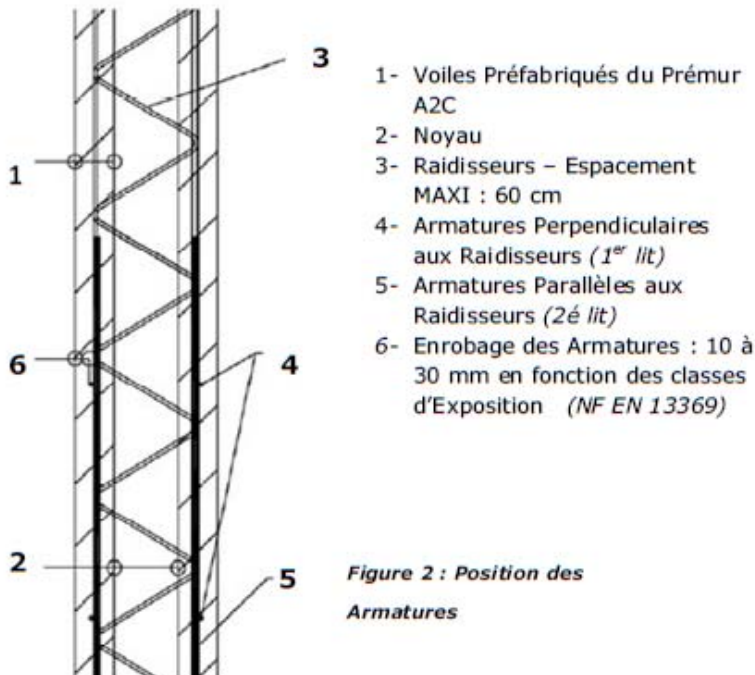 3
1
6
4
2
5
1- Voiles Préfabriqués du Prémur
A2C
2- Noyau
3- Raidisseurs – Espacement
MAXI : 60 cm
4- Armatures Perpendiculaires
aux Raidisseurs (1er lit)
5- Armatures Parallèles aux
Raidisseurs (2é lit)
6- Enrobage des Armatures : 10 à
30 mm en fonction des classes
d'Exposition (NF EN 13369)
Figure 2 : Position des
Armatures